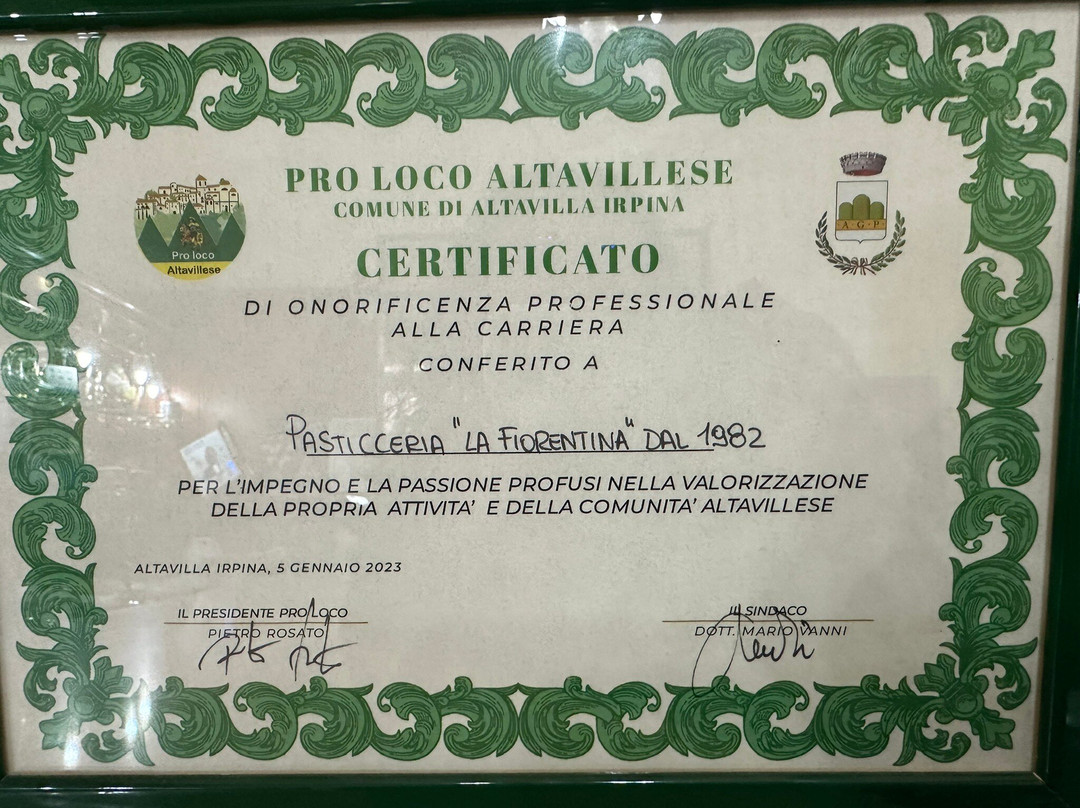 PRO LOCO ALTAVILLESE
COMUNE DI ALTAVILLA IRPINA
Pro loco
Altavillese
A-G-P
CERTIFICATO
DI ONORIFICENZA PROFESSIONALE
ALLA CARRIERA
CONFERITO A
PASTICCERIA "LA FIORENTINA" DAL 1982
PER L'IMPEGNO E LA PASSIONE PROFUSI NELLA VALORIZZAZIONE
DELLA PROPRIA ATTIVITA' E DELLA COMUNITA' ALTAVILLESE
ALTAVILLA IRPINA, 5 GENNAIO 2023
IL PRESIDENTE PRO LOCO
PIETRO ROSATO
IL SINDACO
DOTT. MARIO VANNI